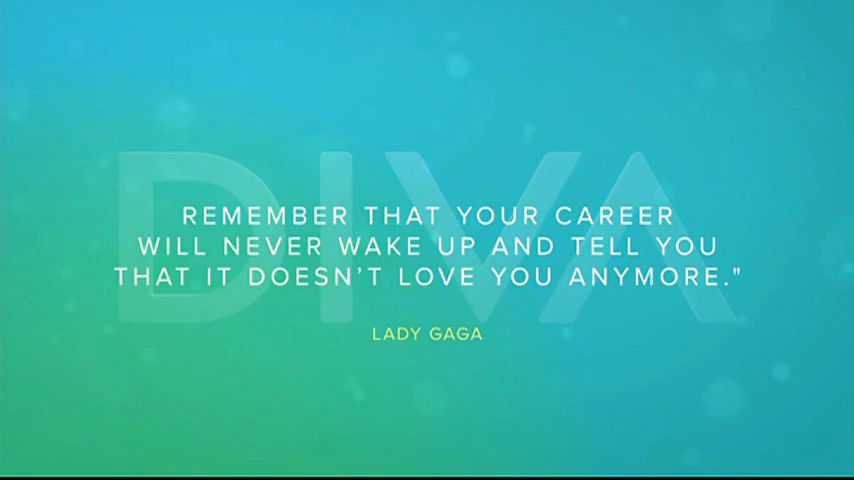 DIVA
REMEMBER THAT YOUR CAREER
WILL NEVER WAKE UP AND TELL YOU
THAT IT DOESN’T LOVE YOU ANYMORE."
LADY GAGA